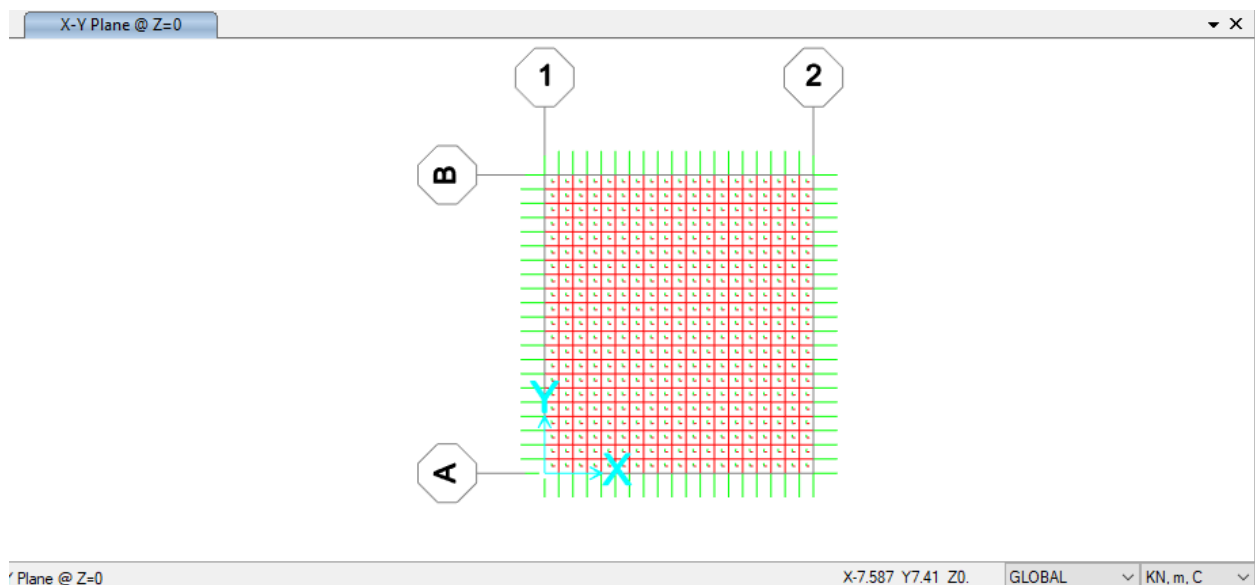 X-Y Plane @ Z=0
1
2
B
A
Y
X
Plane @ Z=0
X-7.587 Y7.41 Z0.
GLOBAL
KN, m, C